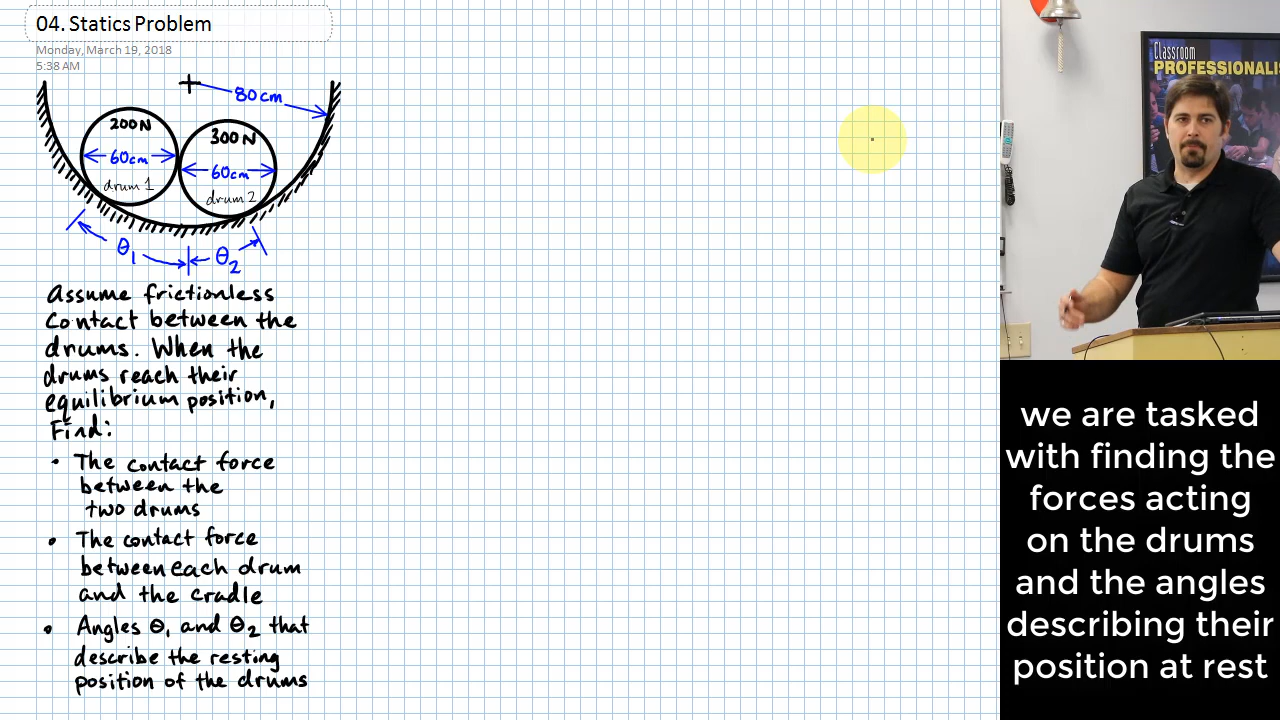 04. Statics Problem
Monday, March 19, 2018
5:38 AM
80cm
200N
300N
60cm
60cm
drum 1
drum 2
θ1
θ2
Assume frictionless
Contact between the
drums. When the
drums reach their
equilibrium position,
Find:
• The contact force
between the
two drums
• The contact force
between each drum
and the cradle
• Angles θ1 and θ2 that
describe the resting
position of the drums
Classroom
PROFESSIONALI
we are tasked
with finding the
forces acting
on the drums
and the angles
describing their
position at rest